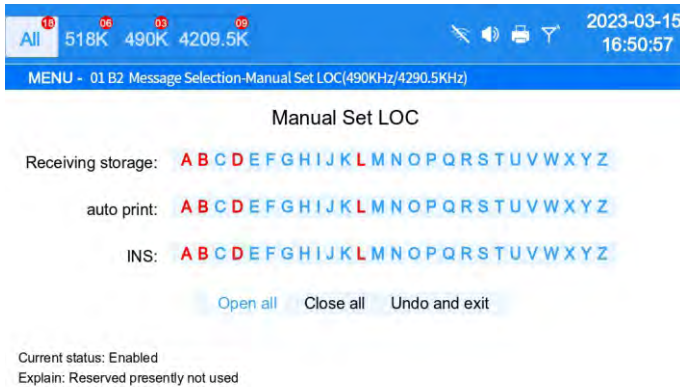 18 06 03 09
All 518K 490K 4209.5K 2023-03-15
16:50:57
MENU - 01 B2 Message Selection-Manual Set LOC(490KHz/4290.5KHz)
Manual Set LOC
Receiving storage: A B C D E F G H I J K L M N O P Q R S T U V W X Y Z
auto print: A B C D E F G H I J K L M N O P Q R S T U V W X Y Z
INS: A B C D E F G H I J K L M N O P Q R S T U V W X Y Z
Open all Close all Undo and exit
Current status: Enabled
Explain: Reserved presently not used